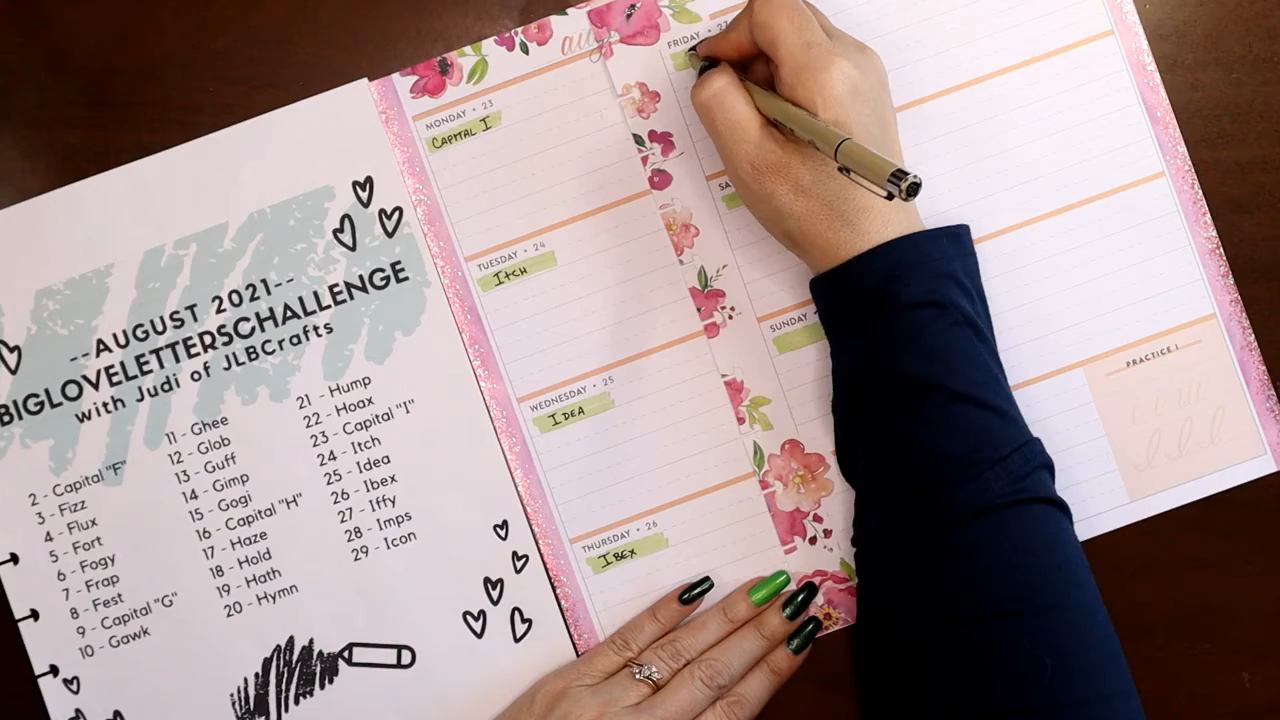 --AUGUST 2021--
BIGLOVELETTERSCHALLENGE
with Judi of JLBCrafts
2 - Capital "F"
3 - Fizz
4 - Flux
5 - Fort
6 - Fogy
7 - Frap
8 - Fest
9 - Capital "G"
10 - Gawk
11 - Ghee
12 - Glob
13 - Guff
14 - Gimp
15 - Gogi
16 - Capital "H"
17 - Haze
18 - Hold
19 - Hath
20 - Hymn
21 - Hump
22 - Hoax
23 - Capital "I"
24 - Itch
25 - Idea
26 - Ibex
27 - Iffy
28 - Imps
29 - Icon
MONDAY • 23
CAPITAL I
TUESDAY • 24
ITCH
WEDNESDAY • 25
IDEA
THURSDAY • 26
IBEX
FRIDAY • 27
SUNDAY •
PRACTICE!